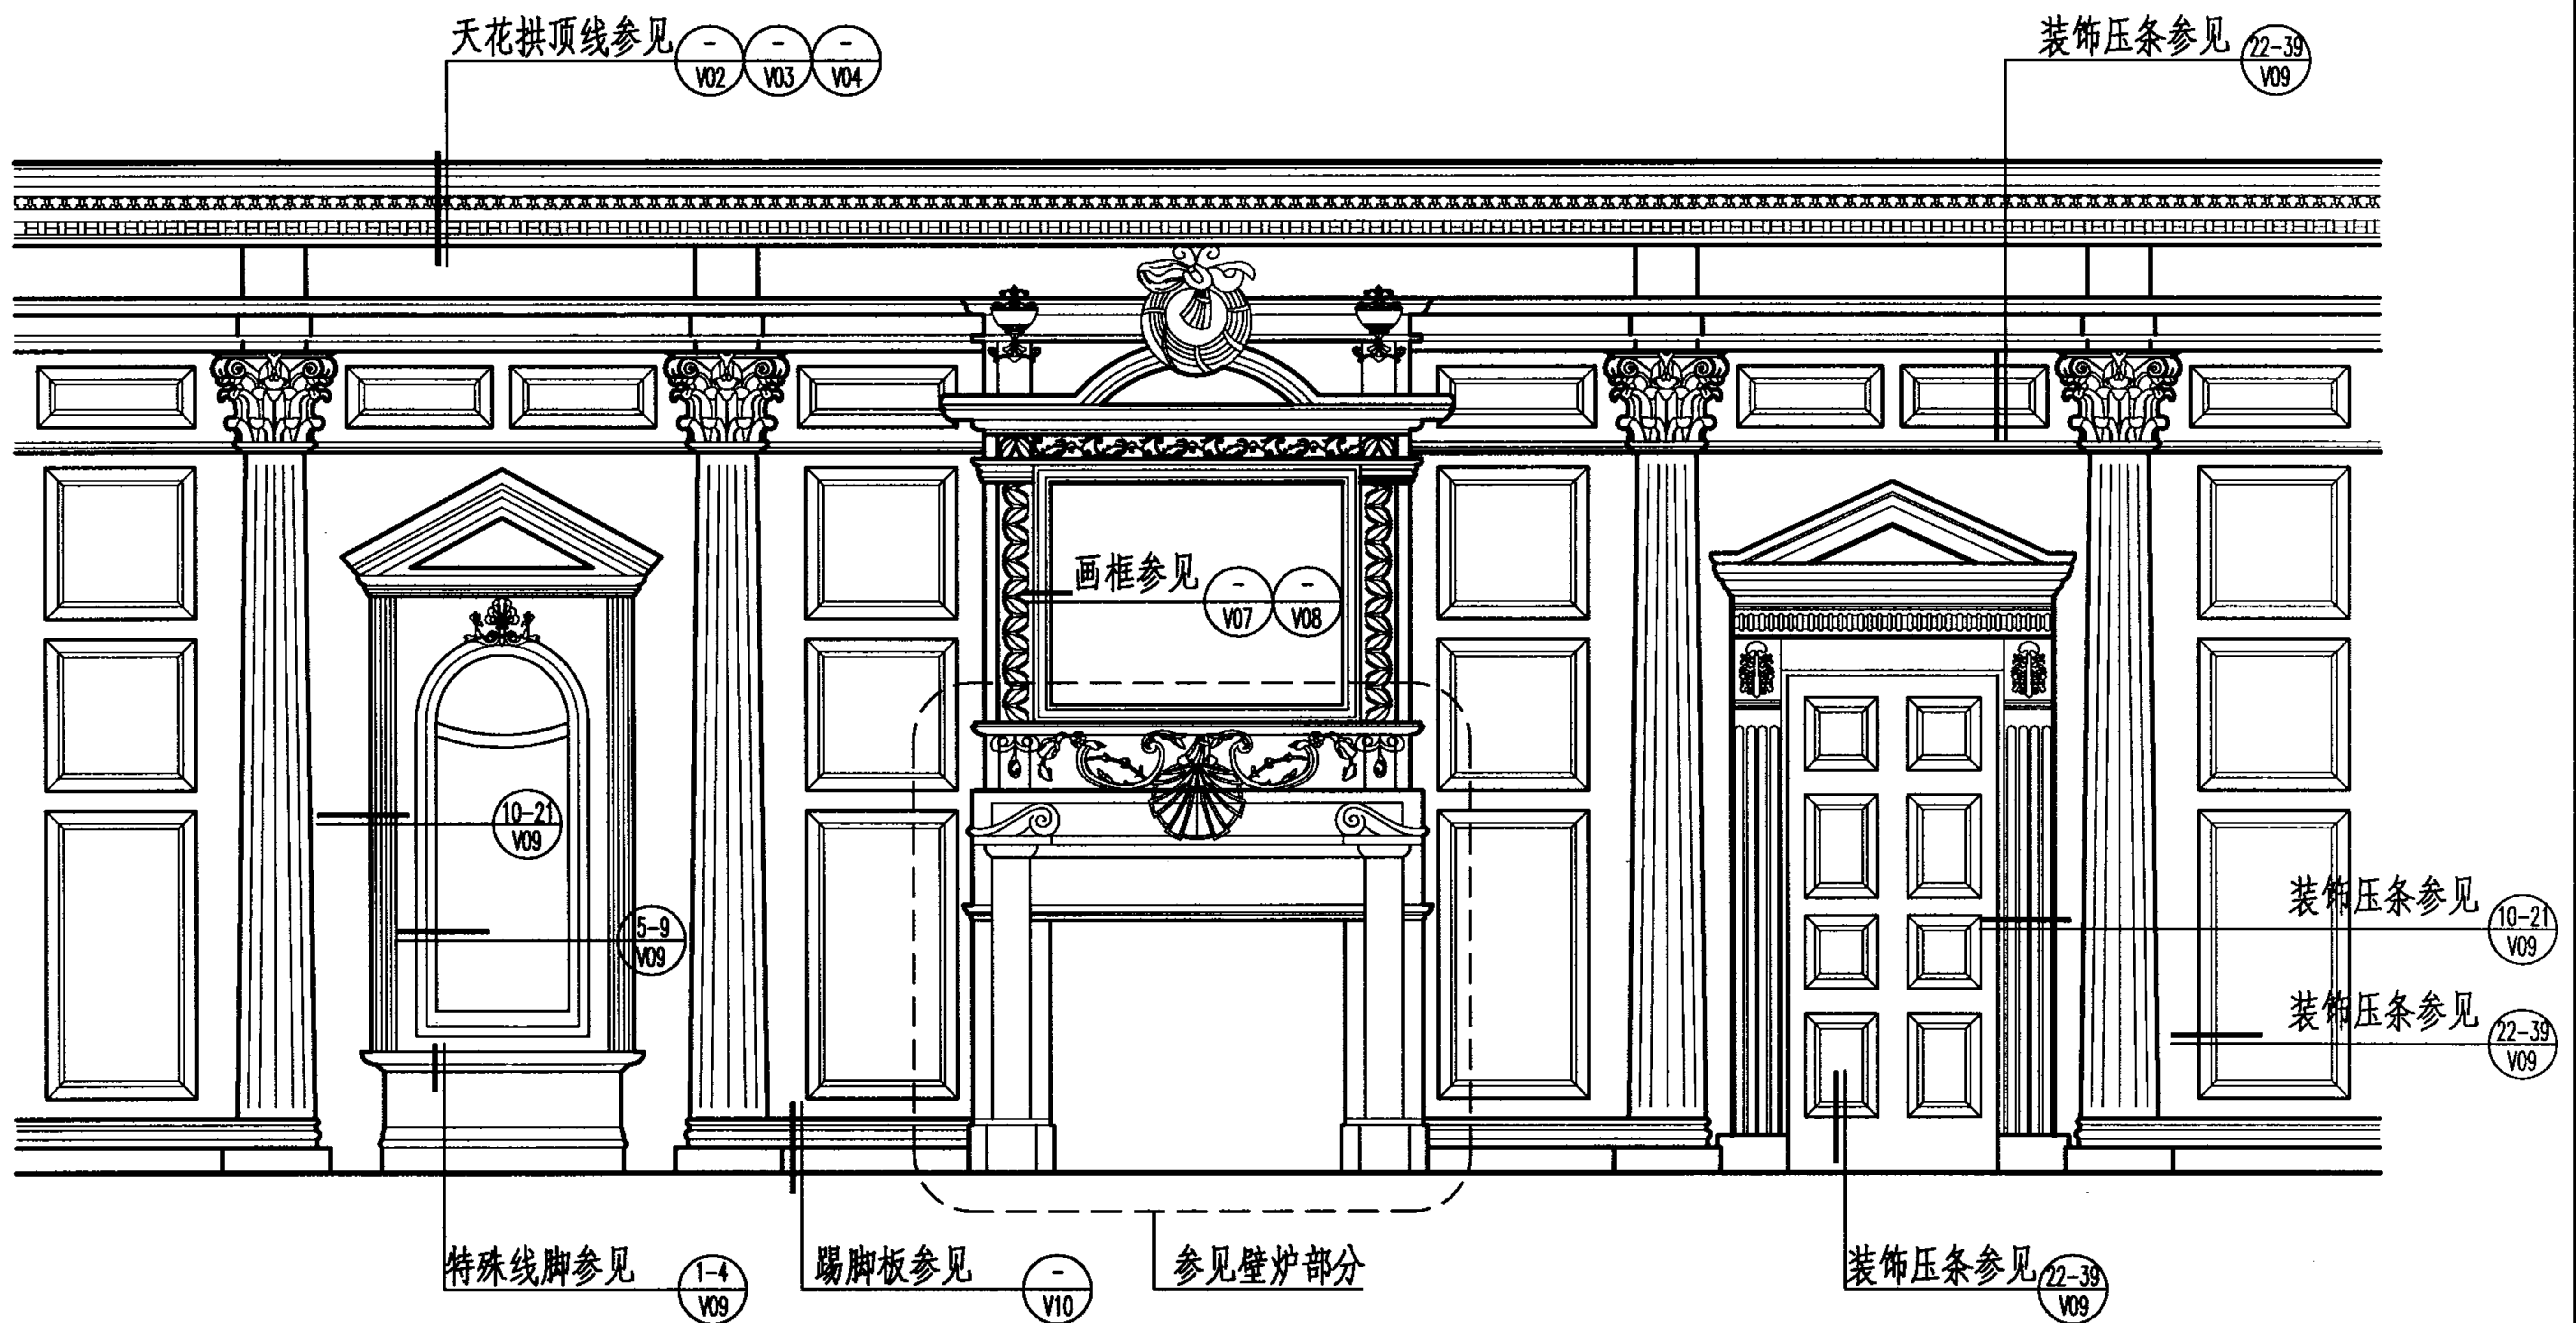 天花拱顶线参见
- - -
V02 V03 V04
装饰压条参见
22-39
V09
画框参见
- -
V07 V08
10-21
V09
5-9
V09
装饰压条参见
10-21
V09
装饰压条参见
22-39
V09
特殊线脚参见
1-4
V09
踢脚板参见
-
V10
参见壁炉部分
装饰压条参见
22-39
V09